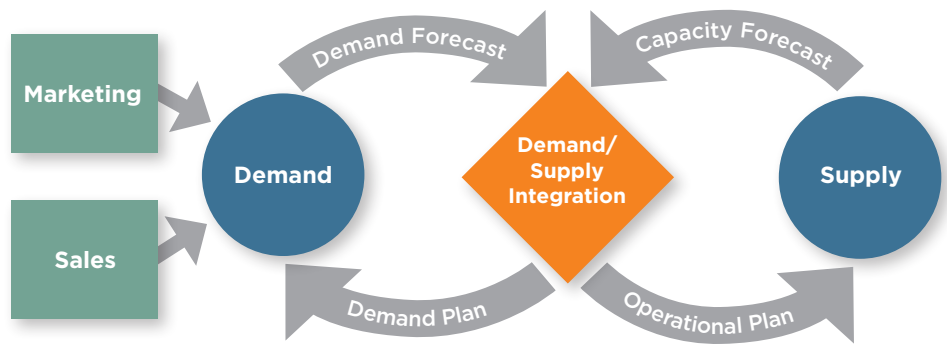 Demand Forecast
Capacity Forecast
Marketing
Demand
Demand/
Supply
Integration
Supply
Sales
Demand Plan
Operational Plan